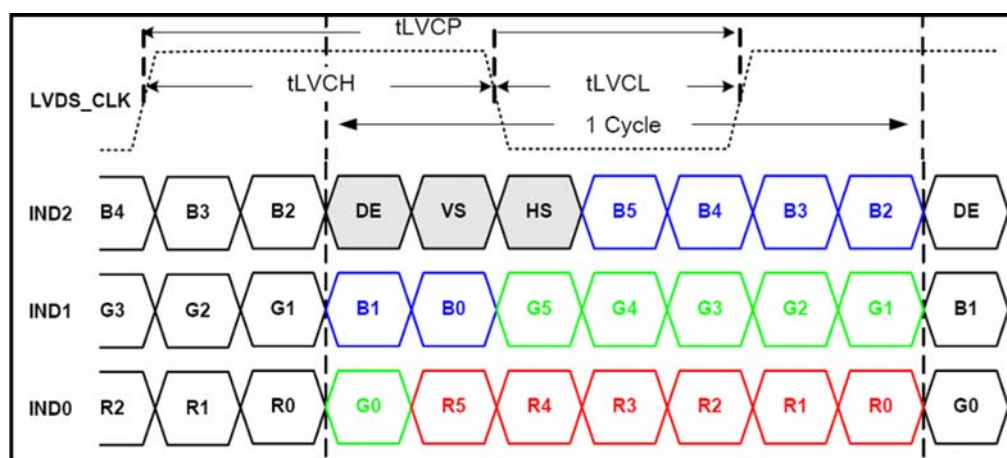 tLVCP
tLVCH tLVCL
LVDS_CLK
1 Cycle
IND2 B4 B3 B2 DE VS HS B5 B4 B3 B2 DE
IND1 G3 G2 G1 B1 B0 G5 G4 G3 G2 G1 B1
IND0 R2 R1 R0 G0 R5 R4 R3 R2 R1 R0 G0